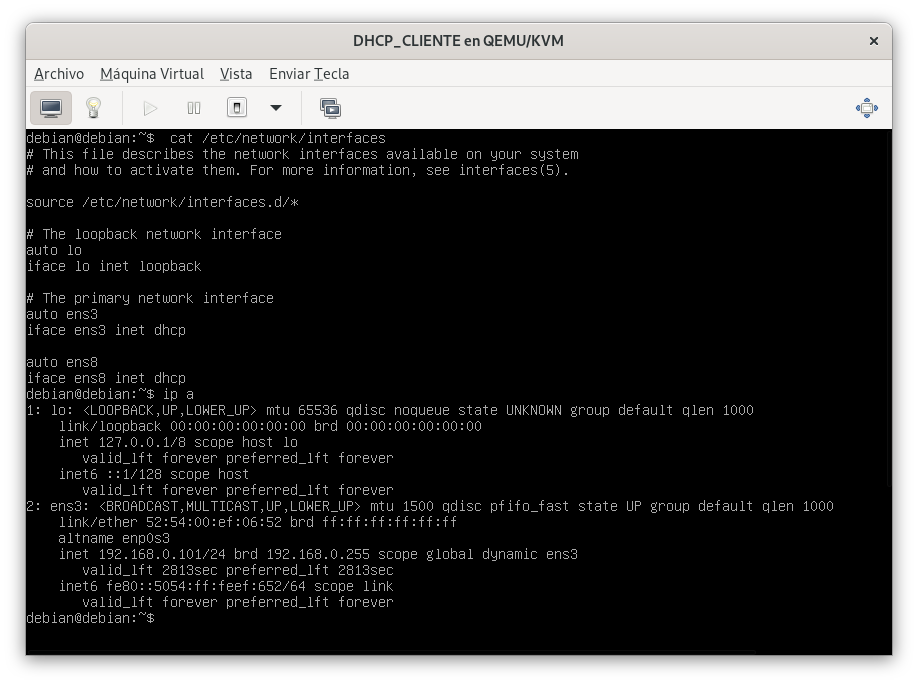 DHCP_CLIENTE en QEMU/KVM
Archivo Máquina Virtual Vista Enviar Tecla
debian@debian:~$  cat /etc/network/interfaces
# This file describes the network interfaces available on your system
# and how to activate them. For more information, see interfaces(5).
source /etc/network/interfaces.d/*
# The loopback network interface
auto lo
iface lo inet loopback
# The primary network interface
auto ens3
iface ens3 inet dhcp
auto ens8
iface ens8 inet dhcp
debian@debian:~$ ip a
1: lo: <LOOPBACK,UP,LOWER_UP> mtu 65536 qdisc noqueue state UNKNOWN group default qlen 1000
    link/loopback 00:00:00:00:00:00 brd 00:00:00:00:00:00
    inet 127.0.0.1/8 scope host lo
       valid_lft forever preferred_lft forever
    inet6 ::1/128 scope host
       valid_lft forever preferred_lft forever
2: ens3: <BROADCAST,MULTICAST,UP,LOWER_UP> mtu 1500 qdisc pfifo_fast state UP group default qlen 1000
    link/ether 52:54:00:ef:06:52 brd ff:ff:ff:ff:ff:ff
    altname enp0s3
    inet 192.168.0.101/24 brd 192.168.0.255 scope global dynamic ens3
       valid_lft 2813sec preferred_lft 2813sec
    inet6 fe80::5054:ff:feef:652/64 scope link
       valid_lft forever preferred_lft forever
debian@debian:~$